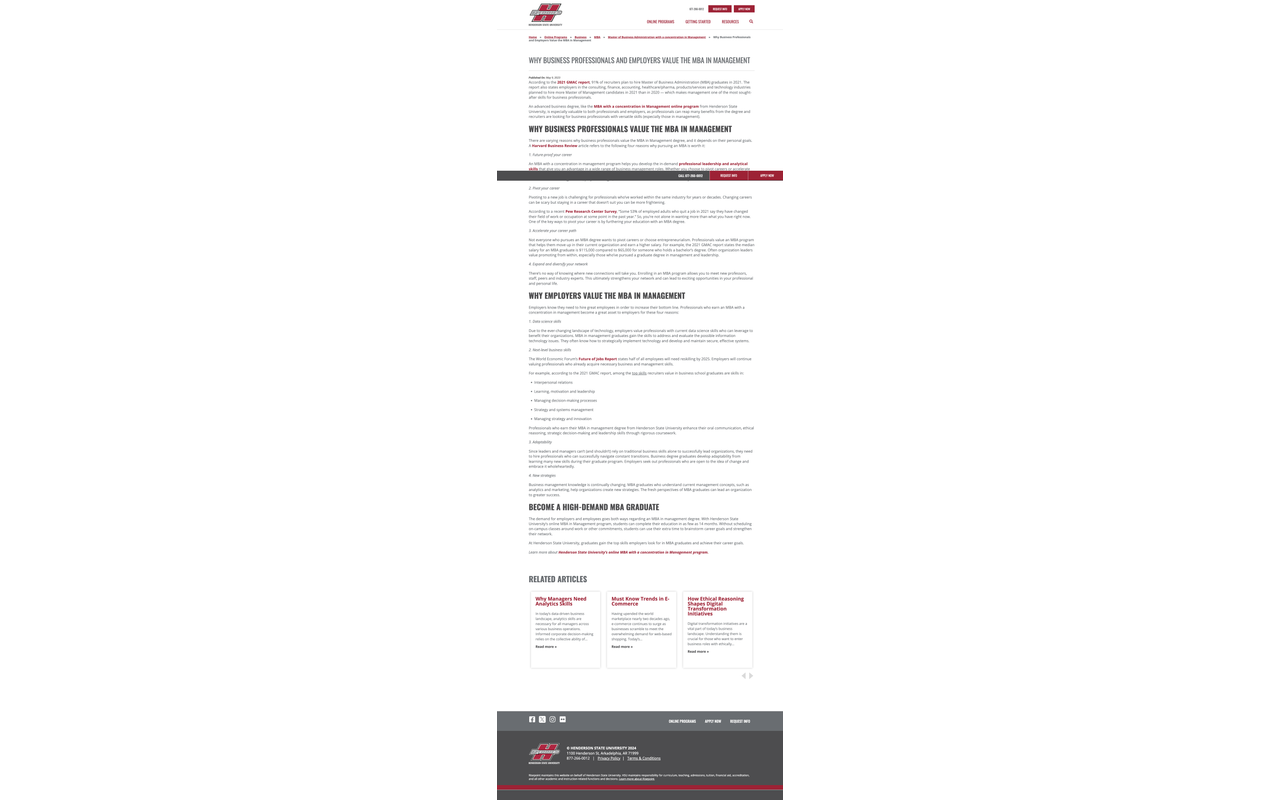 877-266-0012 REQUEST INFO APPLY NOW
HENDERSON
HENDERSON STATE UNIVERSITY
ONLINE PROGRAMS GETTING STARTED RESOURCES
Home » Online Programs » Business » MBA » Master of Business Administration with a concentration in Management » Why Business Professionals
and Employers Value the MBA in Management
WHY BUSINESS PROFESSIONALS AND EMPLOYERS VALUE THE MBA IN MANAGEMENT
Published On: May 9, 2022
According to the 2021 GMAC report, 91% of recruiters plan to hire Master of Business Administration (MBA) graduates in 2021. The
report also states employers in the consulting, finance, accounting, healthcare/pharma, products/services and technology industries
planned to hire more Master of Management candidates in 2021 than in 2020 — which makes management one of the most sought
after skills for business professionals.
An advanced business degree, like the MBA with a concentration in Management online program from Henderson State
University, is especially valuable to both professionals and employers, as professionals can reap many benefits from the degree and
recruiters are looking for business professionals with versatile skills (especially those in management).
WHY BUSINESS PROFESSIONALS VALUE THE MBA IN MANAGEMENT
There are varying reasons why business professionals value the MBA in Management degree, and it depends on their personal goals.
A Harvard Business Review article refers to the following four reasons why pursuing an MBA is worth it.
1. Future-proof your career
An MBA with a concentration in management program helps you develop the in-demand professional leadership and analytical
skills that give you an advantage in a wide range of business management roles. Whether you choose to pivot careers or accelerate
CALL 877-266-0012 REQUEST INFO APPLY NOW
2. Pivot your career
Pivoting to a new job is challenging for professionals who've worked within the same industry for years or decades. Changing careers
can be scary but staying in a career that doesn't suit you can be more frightening.
According to a recent Pew Research Center Survey, "Some 53% of employed adults who quit a job in 2021 say they have changed
their field of work or occupation at some point in the past year." So, you're not alone in wanting more than what you have right now.
One of the key ways to pivot your career is by furthering your education with an MBA degree.
3. Accelerate your career path
Not everyone who pursues an MBA degree wants to pivot careers or choose entrepreneurialism. Professionals value an MBA program
that helps them move up in their current organization and earn a higher salary. For example, the 2021 GMAC report states the median
salary for an MBA graduate is $115,000 compared to $65,000 for someone who holds a bachelor's degree. Often organization leaders
value promoting from within, especially those who've pursued a graduate degree in management and leadership.
4. Expand and diversify your network
There's no way of knowing where new connections will take you. Enrolling in an MBA program allows you to meet new professors,
staff, peers and industry experts. This ultimately strengthens your network and can lead to exciting opportunities in your professional
and personal life.
WHY EMPLOYERS VALUE THE MBA IN MANAGEMENT
Employers know they need to hire great employees in order to increase their bottom line. Professionals who earn an MBA with a
concentration in management become a great asset to employers for these four reasons:
1. Data science skills
Due to the ever-changing landscape of technology, employers value professionals with current data science skills who can leverage to
benefit their organizations. MBA in management graduates gain the skills to address and evaluate the possible information
technology issues. They often know how to strategically implement technology and develop and maintain secure, effective systems.
2. Next-level business skills
The World Economic Forum's Future of Jobs Report states half of all employees will need reskilling by 2025. Employers will continue
valuing professionals who already acquire necessary business and management skills.
For example, according to the 2021 GMAC report, among the top skills recruiters value in business school graduates are skills in:
• Interpersonal relations
• Learning, motivation and leadership
• Managing decision-making processes
• Strategy and systems management
• Managing strategy and innovation
Professionals who earn their MBA in management degree from Henderson State University enhance their oral communication, ethical
reasoning, strategic decision-making and leadership skills through rigorous coursework.
3. Adaptability
Since leaders and managers can't (and shouldn't) rely on traditional business skills alone to successfully lead organizations, they need
to hire professionals who can successfully navigate constant transitions. Business degree graduates develop adaptability from
learning many new skills during their graduate program. Employers seek out professionals who are open to the idea of change and
embrace it wholeheartedly.
4. New strategies
Business management knowledge is continually changing. MBA graduates who understand current management concepts, such as
analytics and marketing, help organizations create new strategies. The fresh perspectives of MBA graduates can lead an organization
to greater success.
BECOME A HIGH-DEMAND MBA GRADUATE
The demand for employers and employees goes both ways regarding an MBA in management degree. With Henderson State
University's online MBA in Management program, students can complete their education in as few as 14 months. Without scheduling
on-campus classes around work or other commitments, students can use their extra time to brainstorm career goals and strengthen
their network.
At Henderson State University, graduates gain the top skills employers look for in MBA graduates and achieve their career goals.
Learn more about Henderson State University's online MBA with a concentration in Management program.
RELATED ARTICLES
Why Managers Need
Analytics Skills
In today's data-driven business
landscape, analytic skills are
necessary for all managers across
various business operations.
Informed corporate decision-making
relies on the collective ability of...
Read more »
Must Know Trends in E-
Commerce
Having operated the world
marketplace nearly two decades ago,
e-commerce continues to surge as
businesses scrambled to meet the
overwhelming demand for web-based
shopping. Today's...
Read more »
How Ethical Reasoning
Shapes Digital
Transformation
Initiatives
Digital transformation initiatives are a
vital part of today's business
landscape. Understanding them is
crucial for those who want to enter
business roles with ethically...
Read more »
ONLINE PROGRAMS APPLY NOW REQUEST INFO
HENDERSON STATE UNIVERSITY
© HENDERSON STATE UNIVERSITY 2024
1100 Henderson St, Arkadelphia, AR 71999
877-266-0012 | Privacy Policy | Terms & Conditions